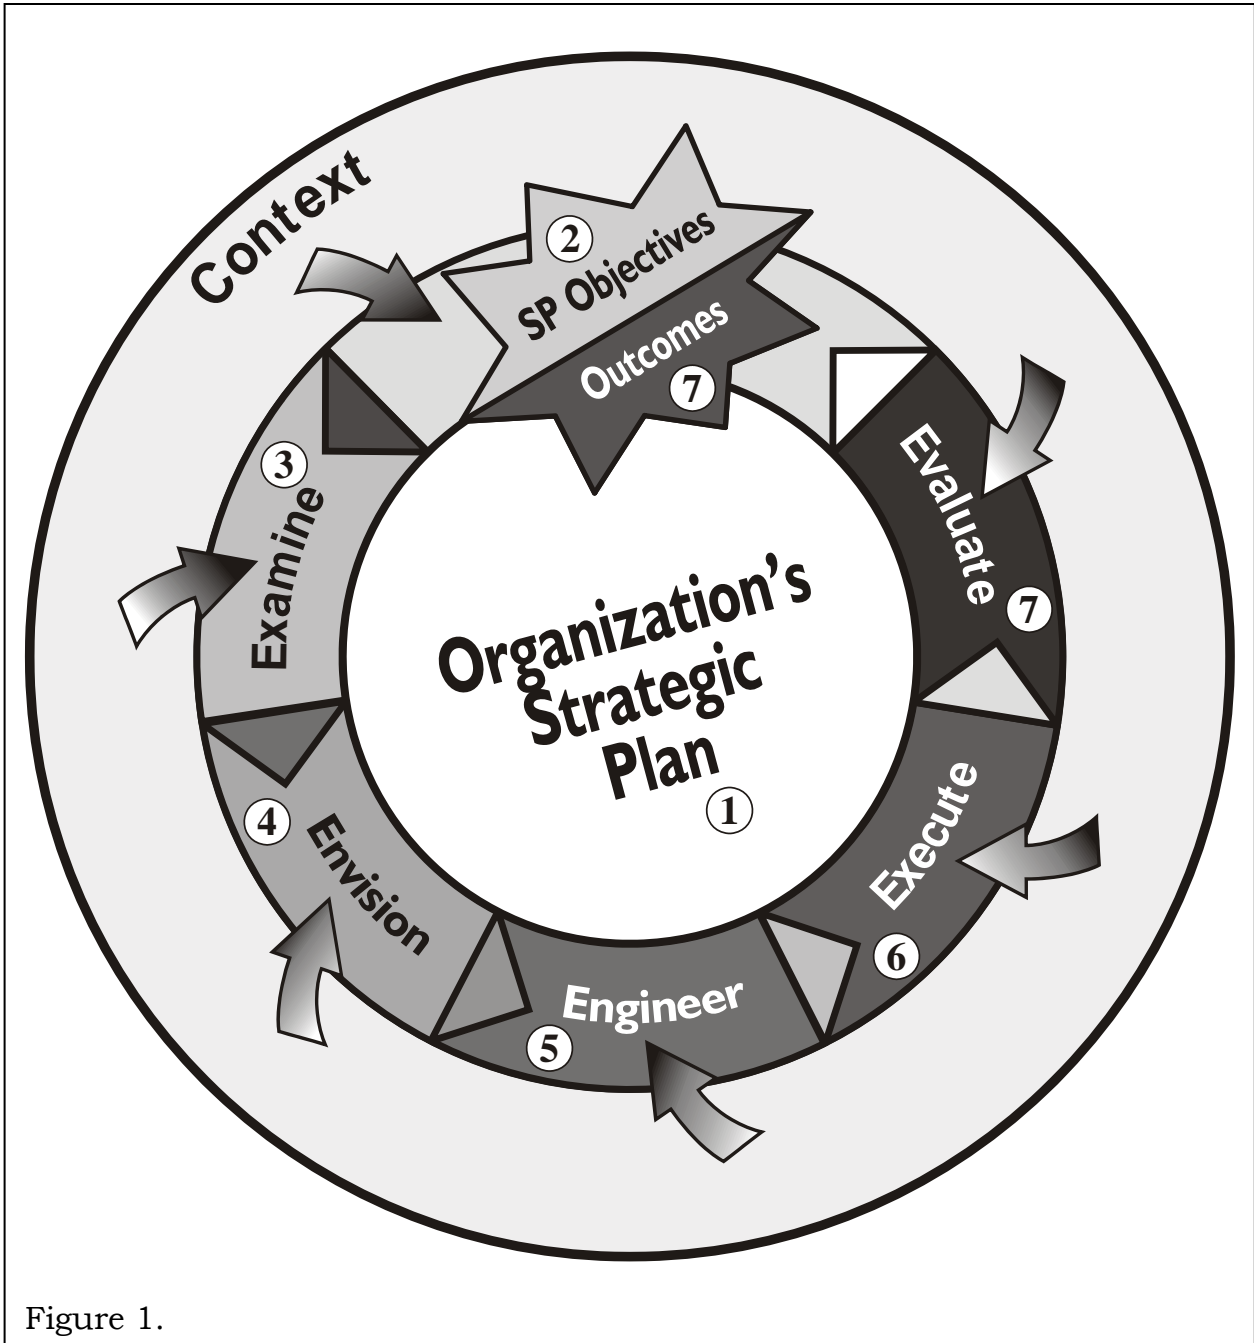 Context
2
SP Objectives
Outcomes
7
3
Examine
Evaluate
7
Organization's
Strategic
Plan
1
4
Envision
Execute
6
Engineer
5
Figure 1.